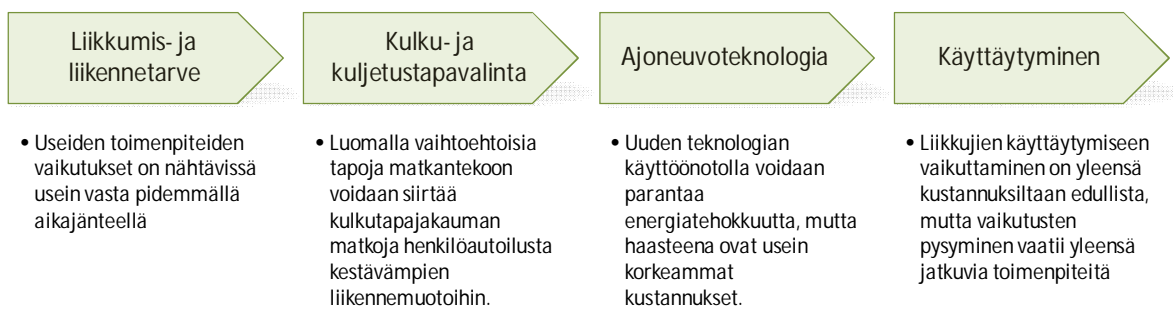 Liikkumis- ja
liikennetarve
• Useiden toimenpiteiden
vaikutukset on nähtävissä
usein vasta pidemmällä
aikajänteellä
Kulku- ja
kuljetustapavalinta
• Luomalla vaihtoehtoisia
tapoja matkantekoon
voidaan siirtää
kulkutapajakauman
matkoja henkilöautoilusta
kestävämpien
liikennemuotoihin.
Ajoneuvoteknologia
• Uuden teknologian
käyttöönotolla voidaan
parantaa
energiatehokkuutta, mutta
haasteena ovat usein
korkeammat
kustannukset.
Käyttäytyminen
• Liikkujien käyttäytymiseen
vaikuttaminen on yleensä
kustannuksiltaan edullista,
mutta vaikutusten
pysyminen vaatii yleensä
jatkuvia toimenpiteitä